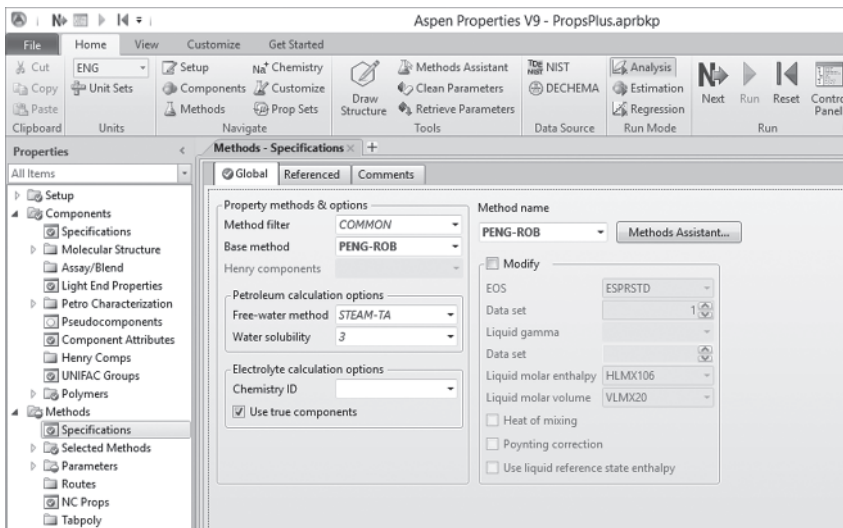 Aspen Properties V9 - PropsPlus.aprbkp
File Home View Customize Get Started
Cut
Copy
Paste
Clipboard
ENG
Unit Sets
Units
Setup
Components
Methods
Na+ Chemistry
Customize
Prop Sets
Navigate
Draw
Structure
Methods Assistant
Clean Parameters
Retrieve Parameters
Tools
NIST
DECHEMA
Data Source
Analysis
Estimation
Regression
Run Mode
Next
Run
Reset
Contro
Panel
Run
Properties
All Items
Setup
Components
Specifications
Molecular Structure
Assay/Blend
Light End Properties
Petro Characterization
Pseudocomponents
Component Attributes
Henry Comps
UNIFAC Groups
Polymers
Methods
Specifications
Selected Methods
Parameters
Routes
NC Props
Tabpoly
Methods - Specifications × +
Global Referenced Comments
Property methods & options
Method filter COMMON
Base method PENG-ROB
Henry components
Petroleum calculation options
Free-water method STEAM-TA
Water solubility 3
Electrolyte calculation options
Chemistry ID
Use true components
Method name
PENG-ROB Methods Assistant...
Modify
EOS ESPRSTD
Data set 1
Liquid gamma
Data set
Liquid molar enthalpy HLMX106
Liquid molar volume VLMX20
Heat of mixing
Poynting correction
Use liquid reference state enthalpy